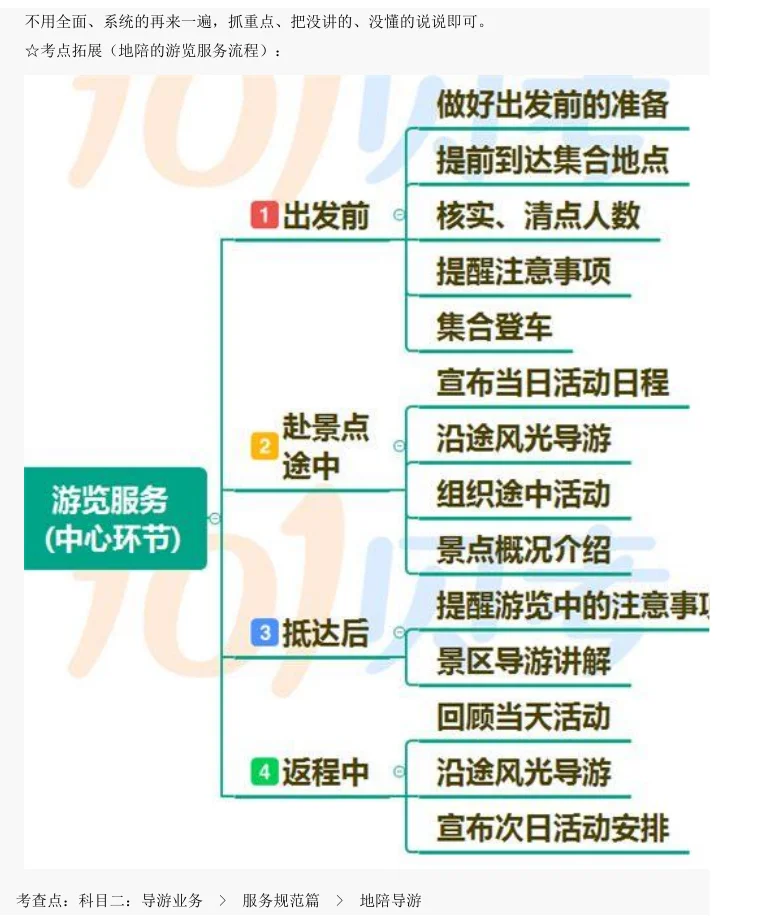 不用全面、系统的再来一遍，抓重点、把没讲的、没懂的说说即可。
☆考点拓展（地陪的游览服务流程）：
游览服务
(中心环节)
1 出发前
做好出发前的准备
提前到达集合地点
核实、清点人数
提醒注意事项
集合登车
2 赴景点
途中
宣布当日活动日程
沿途风光导游
组织途中活动
景点概况介绍
3 抵达后
提醒游览中的注意事项
景区导游讲解
4 返程中
回顾当天活动
沿途风光导游
宣布次日活动安排
考查点：科目二：导游业务 > 服务规范篇 > 地陪导游